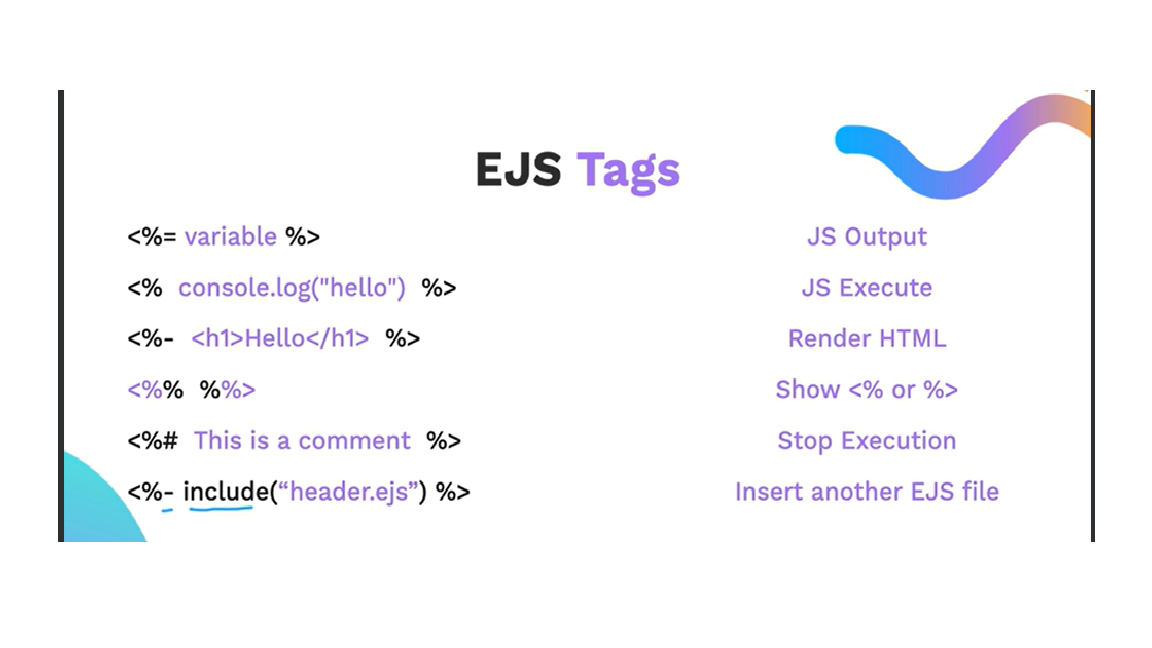 EJS Tags
<%= variable %> JS Output
<% console.log("hello") %> JS Execute
<%- <h1>Hello</h1> %> Render HTML
<%% %%> Show <% or %>
<%# This is a comment %> Stop Execution
<%- include(“header.ejs”) %> Insert another EJS file